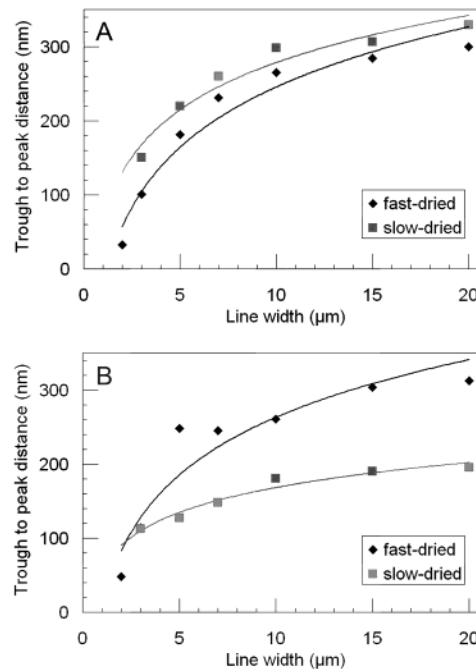 A
Trough to peak distance (nm)
300
200
100
0
fast-dried
slow-dried
0 5 10 15 20
Line width (µm)
B
Trough to peak distance (nm)
300
200
100
0
fast-dried
slow-dried
0 5 10 15 20
Line width (µm)